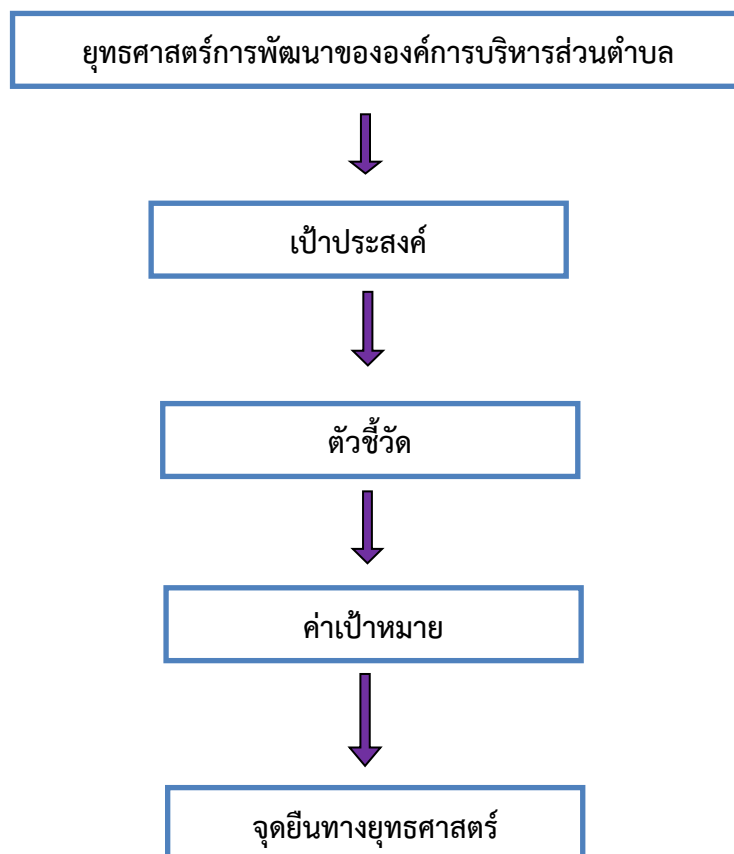 ยุทธศาสตร์การพัฒนาขององค์การบริหารส่วนตำบล
เป้าประสงค์
ตัวชี้วัด
ค่าเป้าหมาย
จุดยืนทางยุทธศาสตร์